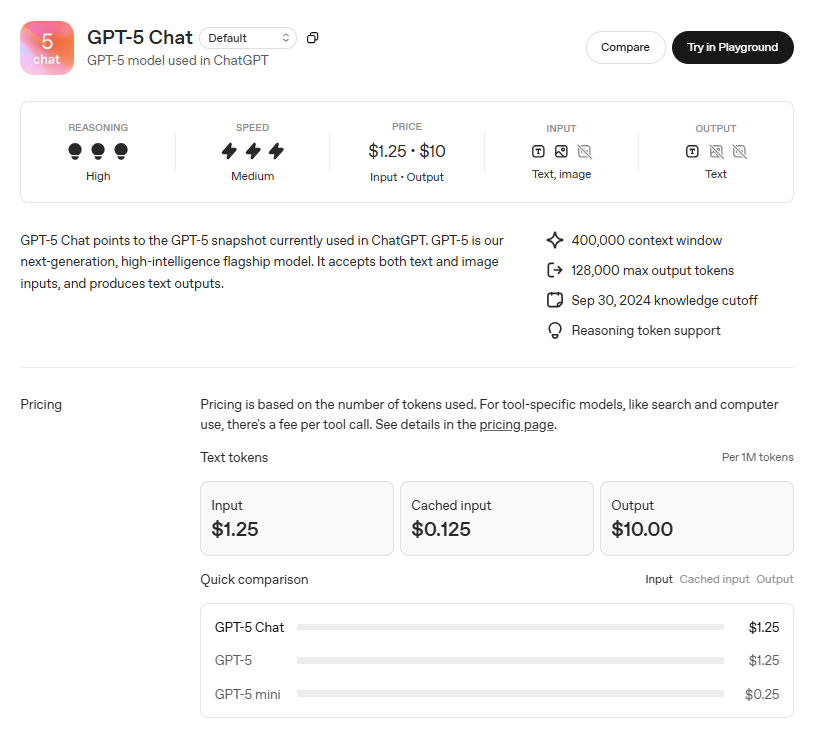 5
chat
GPT-5 Chat
Default
GPT-5 model used in ChatGPT
Compare
Try in Playground
REASONING
High
SPEED
Medium
PRICE
$1.25 • $10
Input • Output
INPUT
Text, image
OUTPUT
Text
GPT-5 Chat points to the GPT-5 snapshot currently used in ChatGPT. GPT-5 is our
next-generation, high-intelligence flagship model. It accepts both text and image
inputs, and produces text outputs.
400,000 context window
128,000 max output tokens
Sep 30, 2024 knowledge cutoff
Reasoning token support
Pricing
Pricing is based on the number of tokens used. For tool-specific models, like search and computer
use, there's a fee per tool call. See details in the pricing page.
Text tokens
Per 1M tokens
Input
$1.25
Cached input
$0.125
Output
$10.00
Quick comparison
Input Cached input Output
GPT-5 Chat $1.25
GPT-5 $1.25
GPT-5 mini $0.25